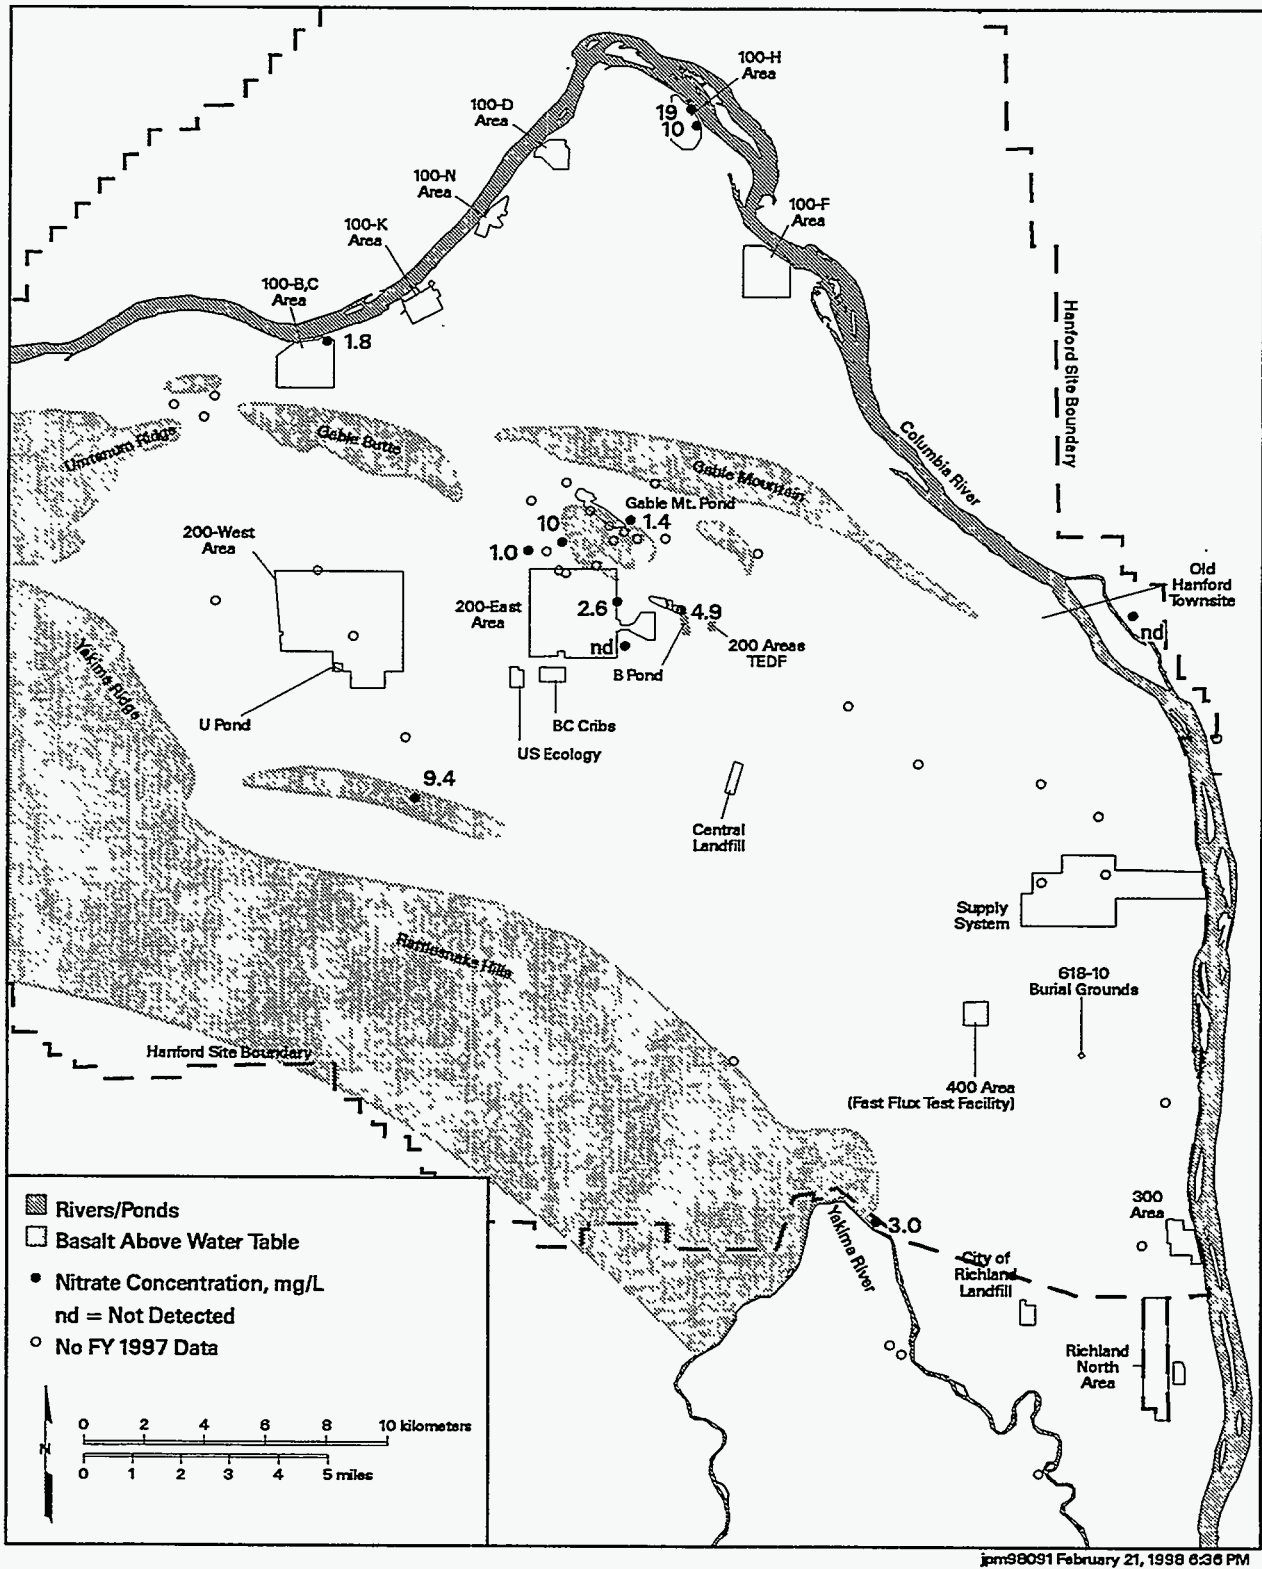 100-H
Area
19
10
100-D
Area
100-N
Area
100-F
Area
100-K
Area
100-B,C
Area
1.8
Hanford Site Boundary
Columbia River
Umtanum Ridge
Gable Butte
Gable Mountain
Gable Mt. Pond
10
1.4
1.0
200-West
Area
200-East
Area
2.6
4.9
nd
B Pond
200 Areas
TEDF
Old
Hanford
Townsite
nd
Yakima Ridge
U Pond
BC Cribs
US Ecology
9.4
Central
Landfill
Supply
System
Rattlesnake Hills
618-10
Burial Grounds
Hanford Site Boundary
400 Area
(Fast Flux Test Facility)
300
Area
3.0
Yakima River
City of
Richland
Landfill
Richland
North
Area
Rivers/Ponds
Basalt Above Water Table
Nitrate Concentration, mg/L
nd = Not Detected
No FY 1997 Data
N
0 2 4 6 8 10 kilometers
0 1 2 3 4 5 miles
jpm98091 February 21, 1998 6:36 PM